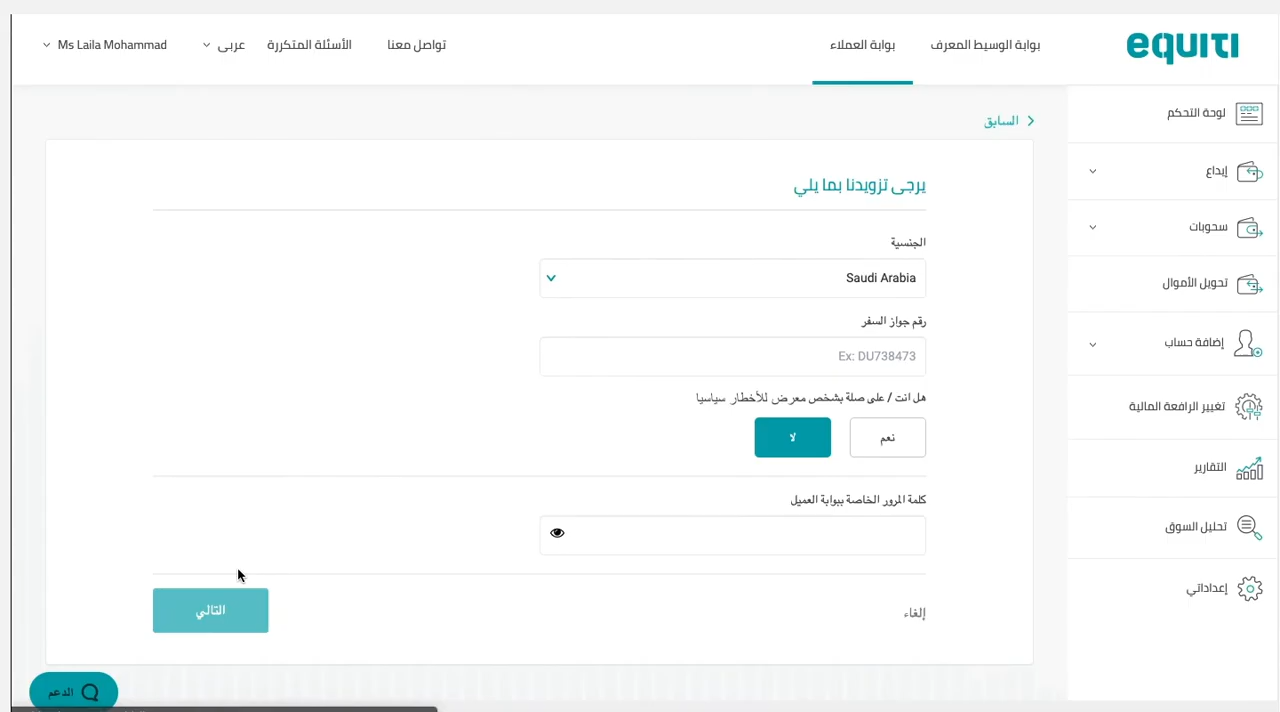 equiti
بوابة الوسيط المعرف
بوابة العملاء
تواصل معنا
الأسئلة المتكررة
عربى
Ms Laila Mohammad
لوحة التحكم
إيداع
سحوبات
تحويل الأموال
إضافة حساب
تغيير الرافعة المالية
التقارير
تحليل السوق
إعداداتي
السابق
يرجى تزويدنا بما يلي
الجنسية
Saudi Arabia
رقم جواز السفر
Ex: DU738473
هل انت / على صلة بشخص معرض للأخطار سياسيا
نعم
لا
كلمة المرور الخاصة ببوابة العميل
إلغاء
التالي
الدعم